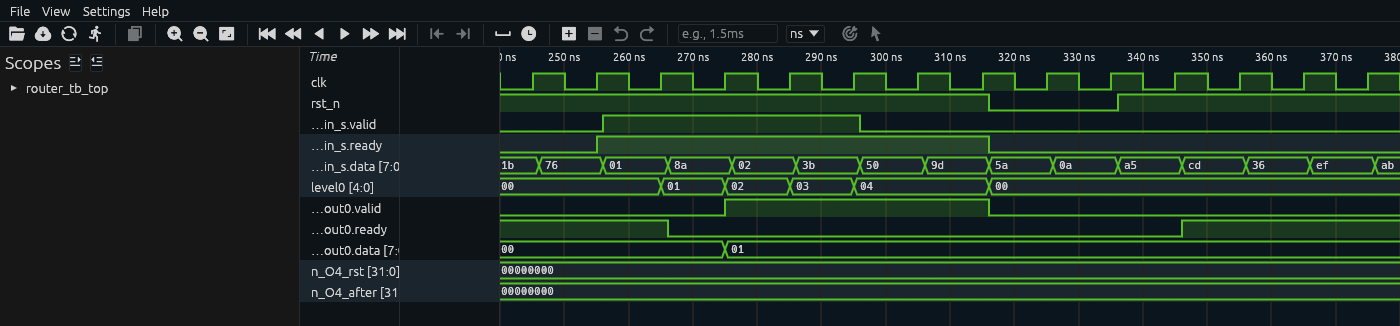 File View Settings Help
e.g., 1.5ms ns
Scopes
router_tb_top
Time
ns 250 ns 260 ns 270 ns 280 ns 290 ns 300 ns 310 ns 320 ns 330 ns 340 ns 350 ns 360 ns 370 ns 380
clk
rst_n
...in_s.valid
...in_s.ready
...in_s.data [7:0 1b 76 01 8a 02 3b 50 9d 5a 0a a5 cd 36 ef ab
level0 [4:0] 00 01 02 03 04 00
...out0.valid
...out0.ready
...out0.data [7:0 00 01
n_O4_rst [31:0] 00000000
n_O4_after [31 00000000